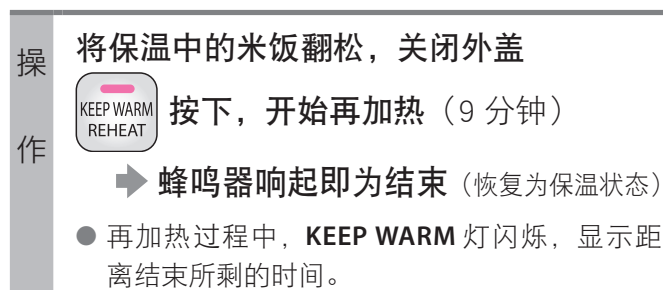 操作
将保温中的米饭翻松，关闭外盖
KEEP WARM
REHEAT
按下，开始再加热（9 分钟）
蜂鸣器响起即为结束（恢复为保温状态）
● 再加热过程中，KEEP WARM 灯闪烁，显示距
离结束所剩的时间。